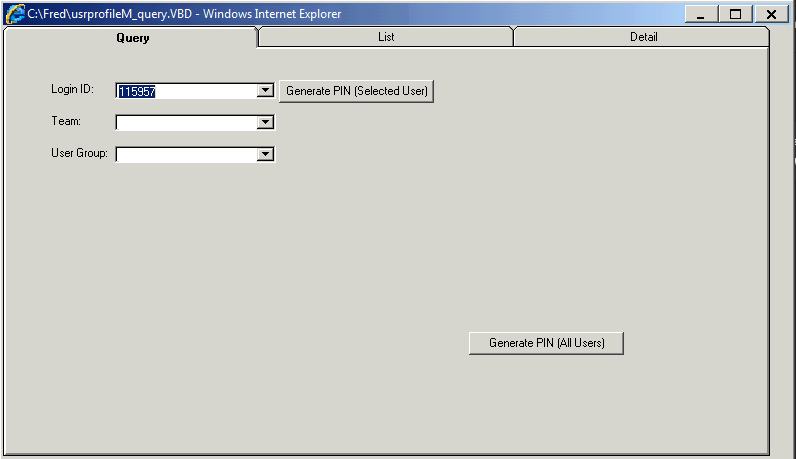 C:\Fred\usrprofileM_query.VBD - Windows Internet Explorer
Query List Detail
Login ID: 115957 Generate PIN (Selected User)
Team:
User Group:
Generate PIN (All Users)